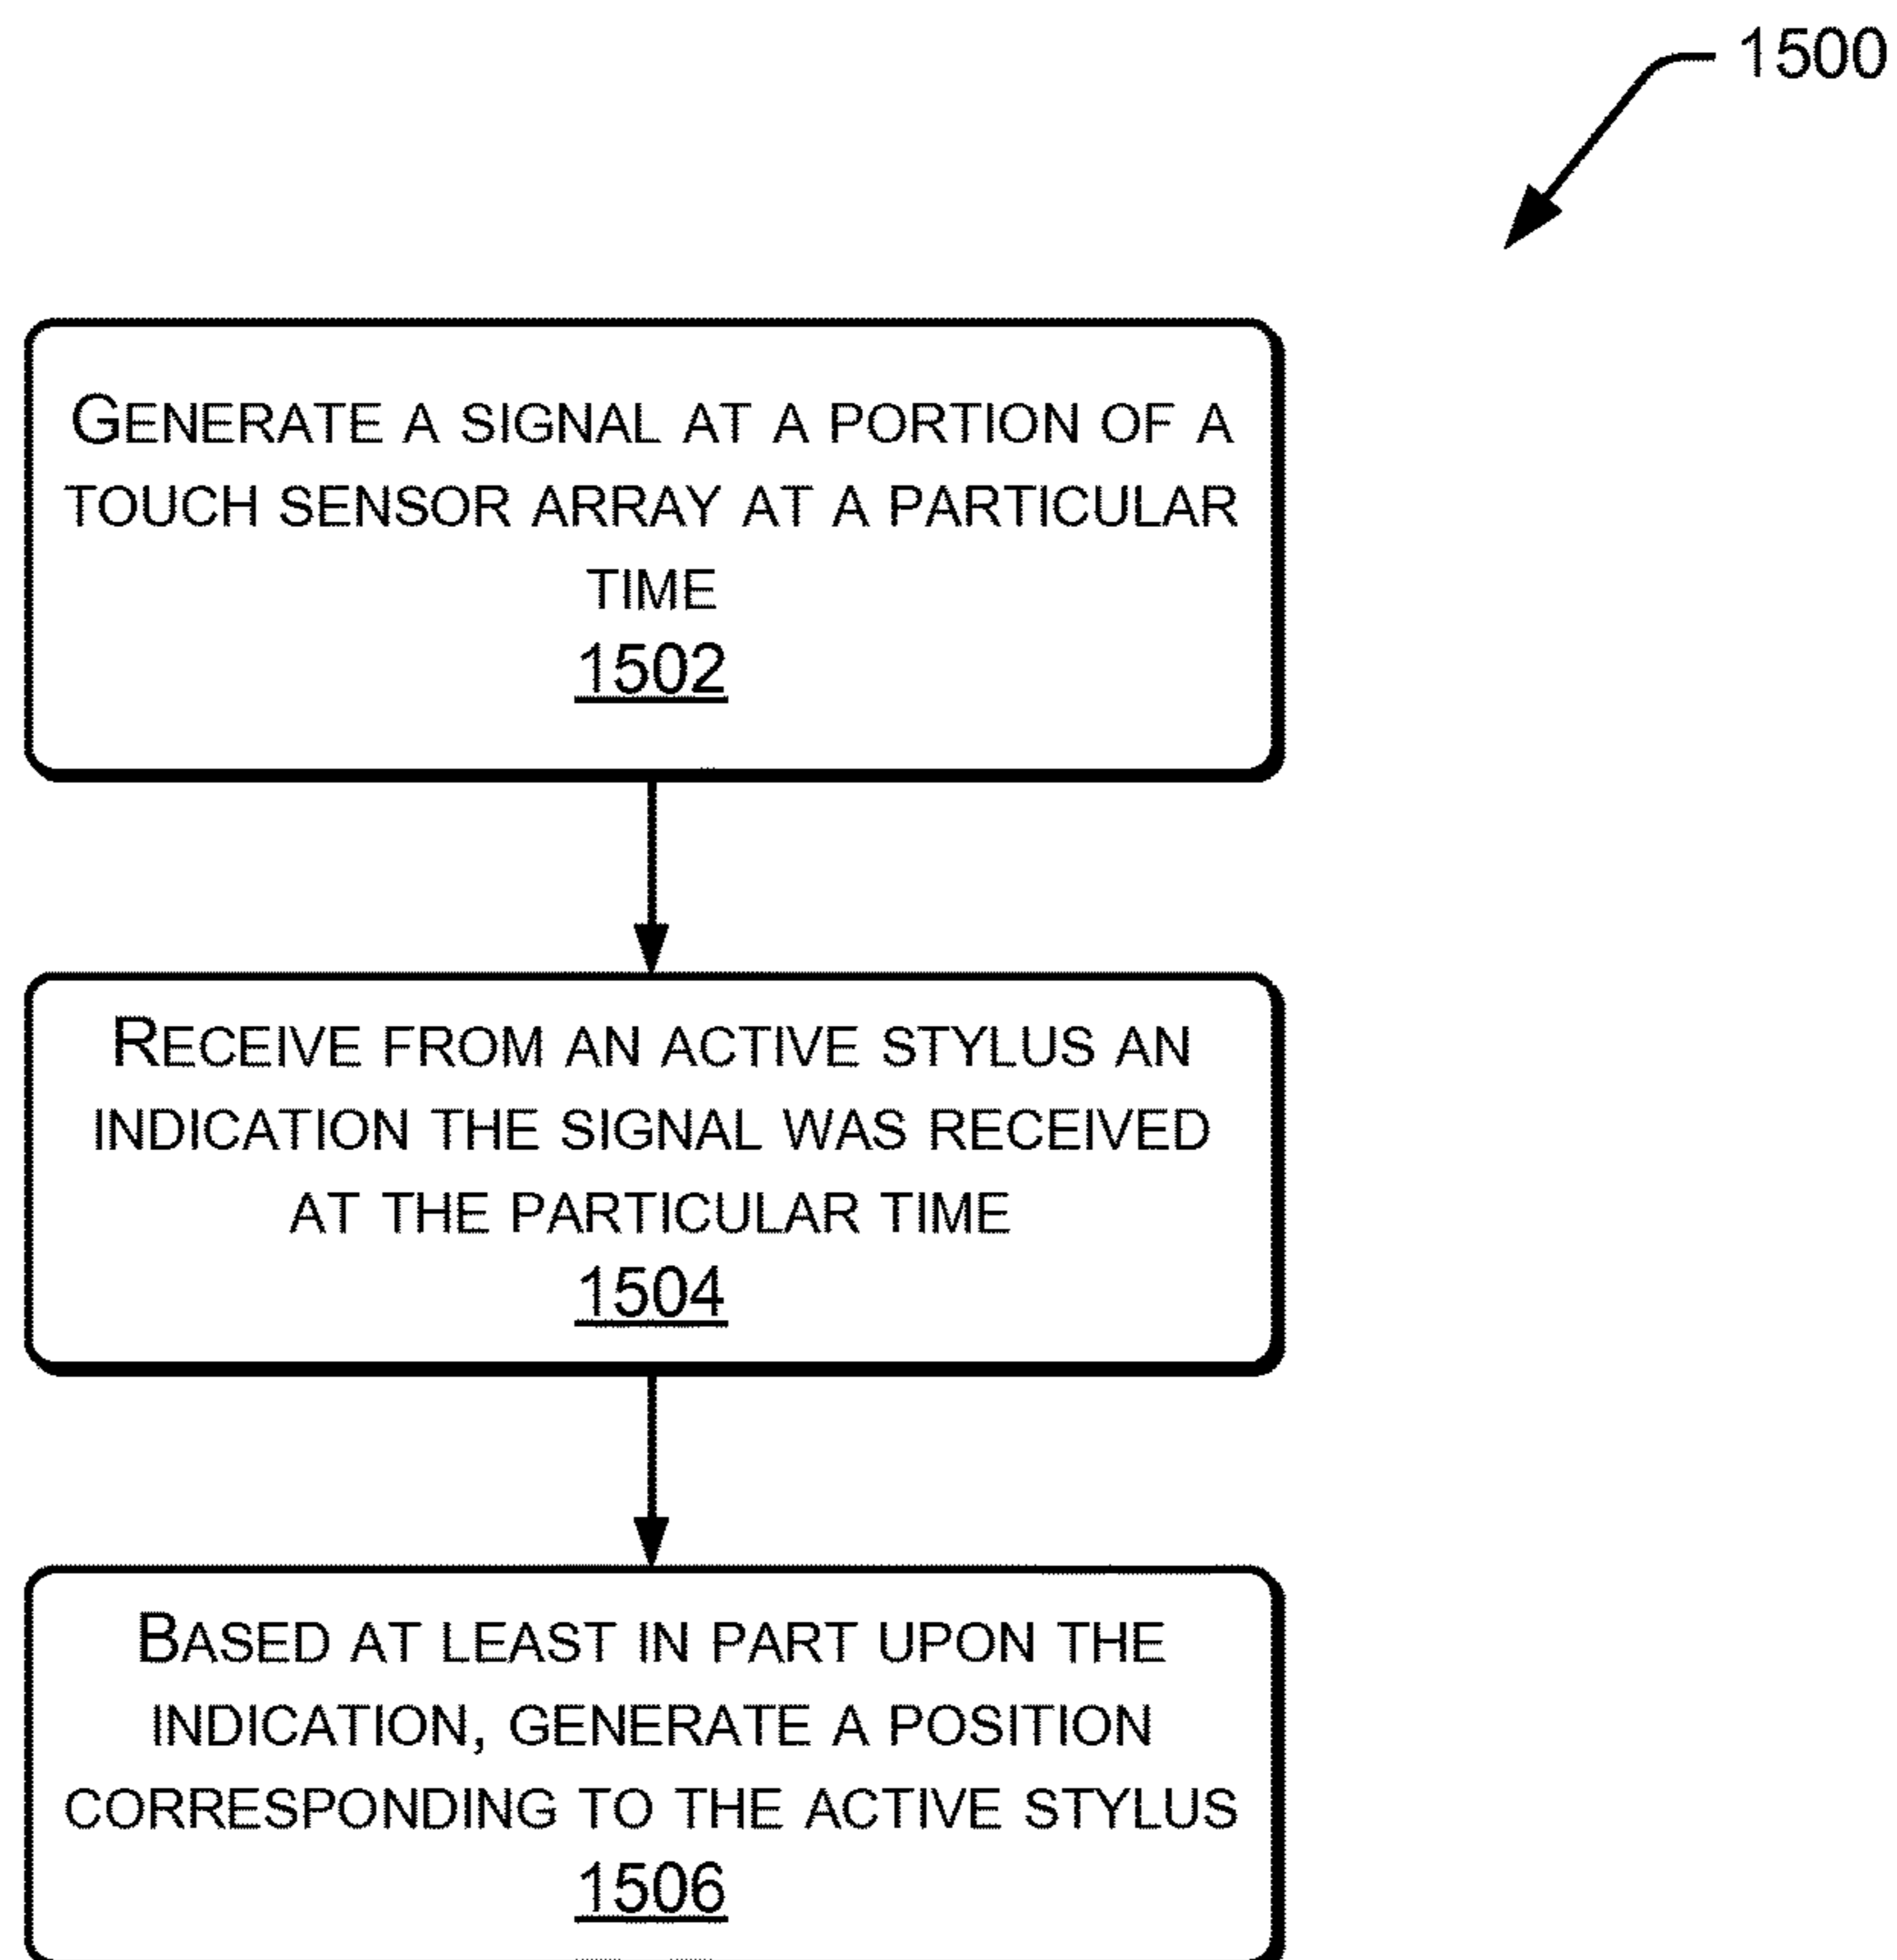 1500
GENERATE A SIGNAL AT A PORTION OF A
TOUCH SENSOR ARRAY AT A PARTICULAR
TIME
1502
RECEIVE FROM AN ACTIVE STYLUS AN
INDICATION THE SIGNAL WAS RECEIVED
AT THE PARTICULAR TIME
1504
BASED AT LEAST IN PART UPON THE
INDICATION, GENERATE A POSITION
CORRESPONDING TO THE ACTIVE STYLUS
1506